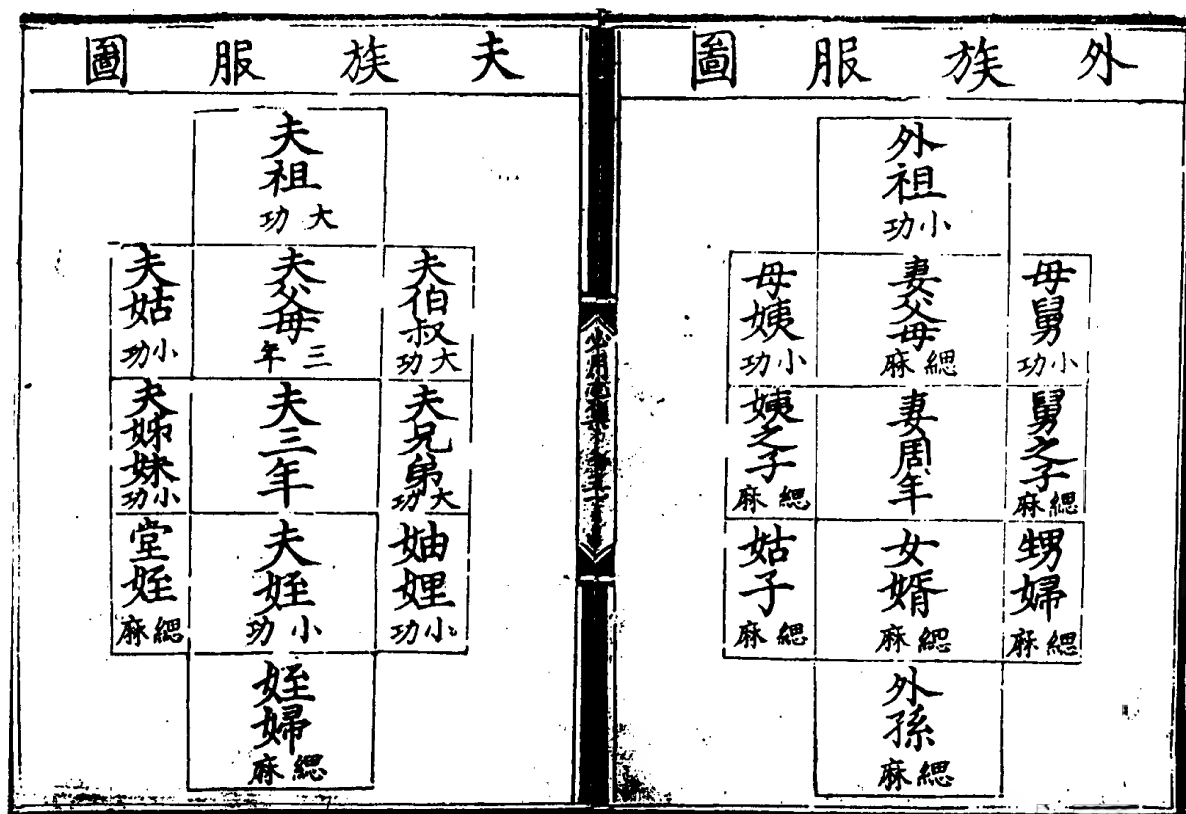 外族服圖
外祖
小功
母舅
小功
妻父母
緦麻
母姨
小功
舅之子
緦麻
妻周年
姨之子
緦麻
甥婦
緦麻
女婿
緦麻
姑子
緦麻
外孫
緦麻
夫族服圖
夫祖
大功
夫伯叔
大功
夫父母
三年
夫姑
小功
夫兄弟
大功
夫三年
夫姊妹
小功
妯娌
小功
夫姪
小功
堂姪
緦麻
姪婦
緦麻